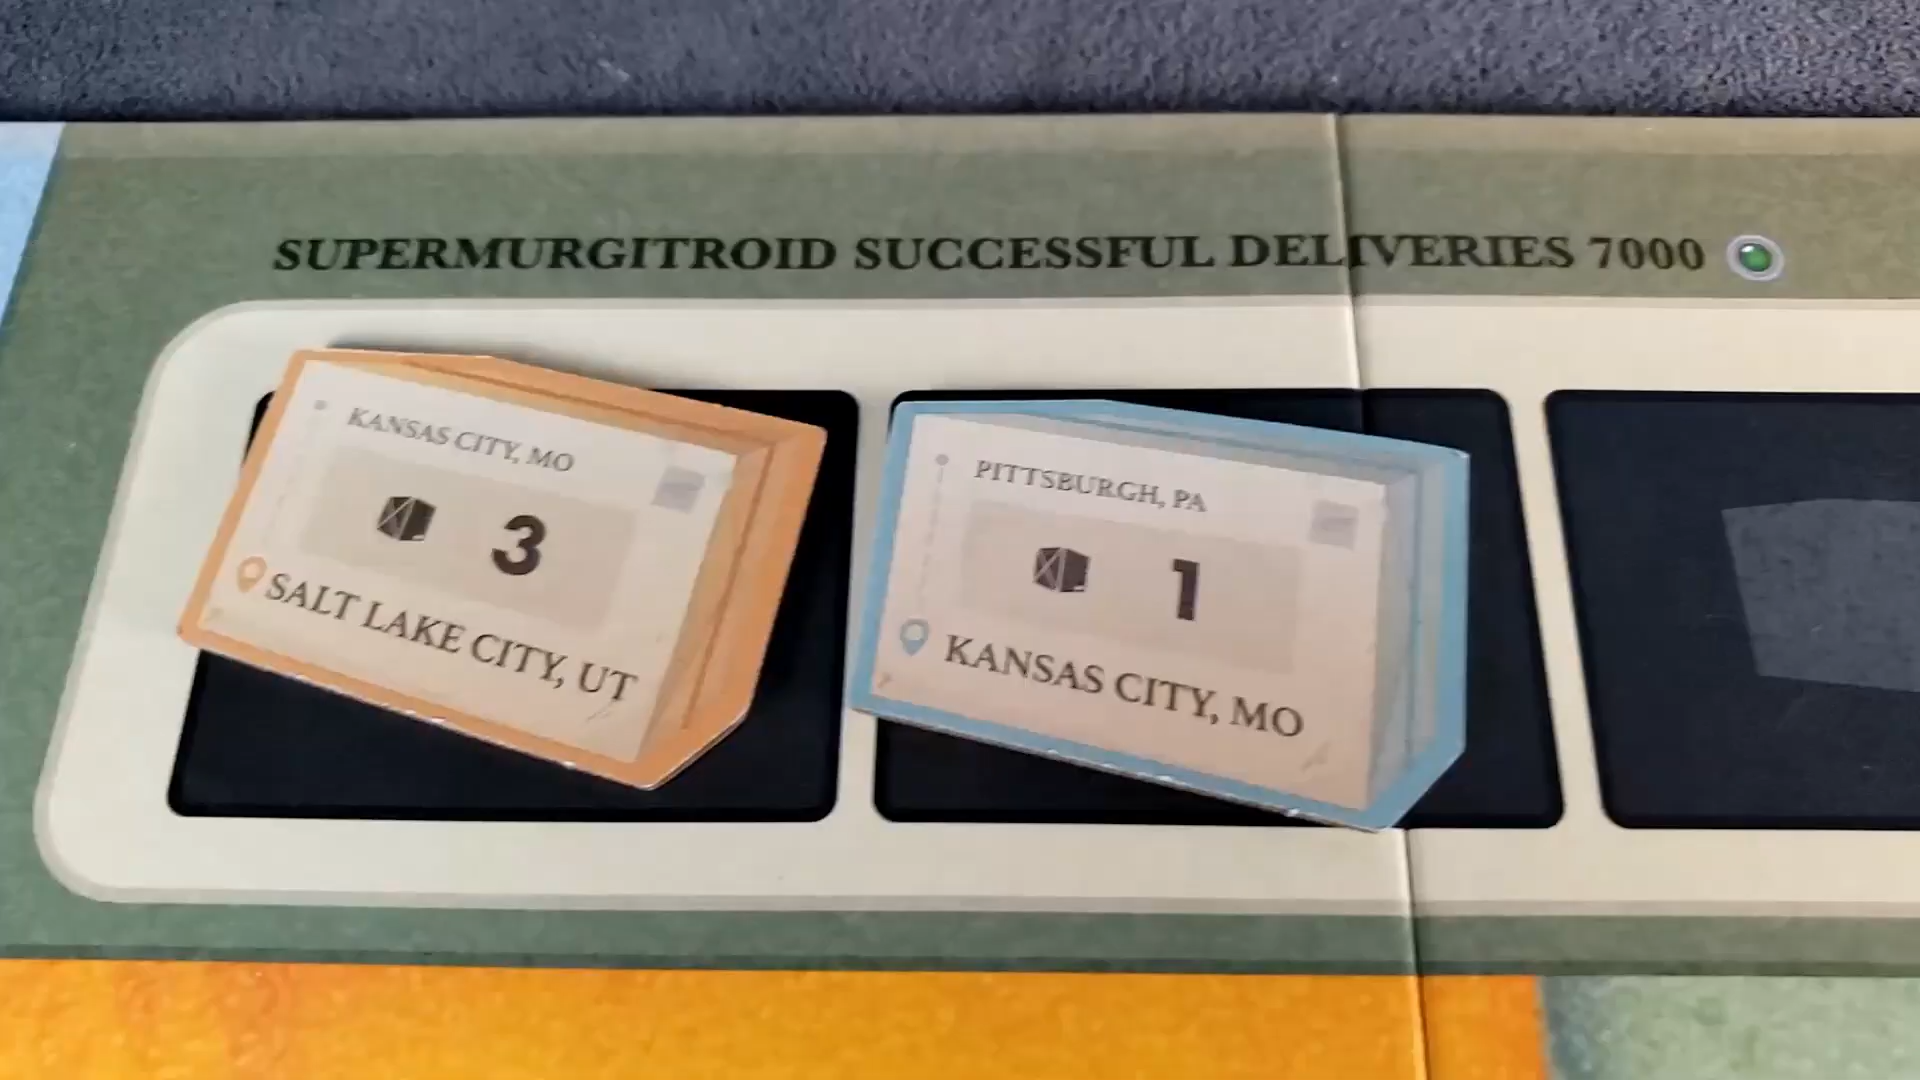 SUPERMURGITROID SUCCESSFUL DELIVERIES 7000
KANSAS CITY, MO
3
SALT LAKE CITY, UT
PITTSBURGH, PA
1
KANSAS CITY, MO